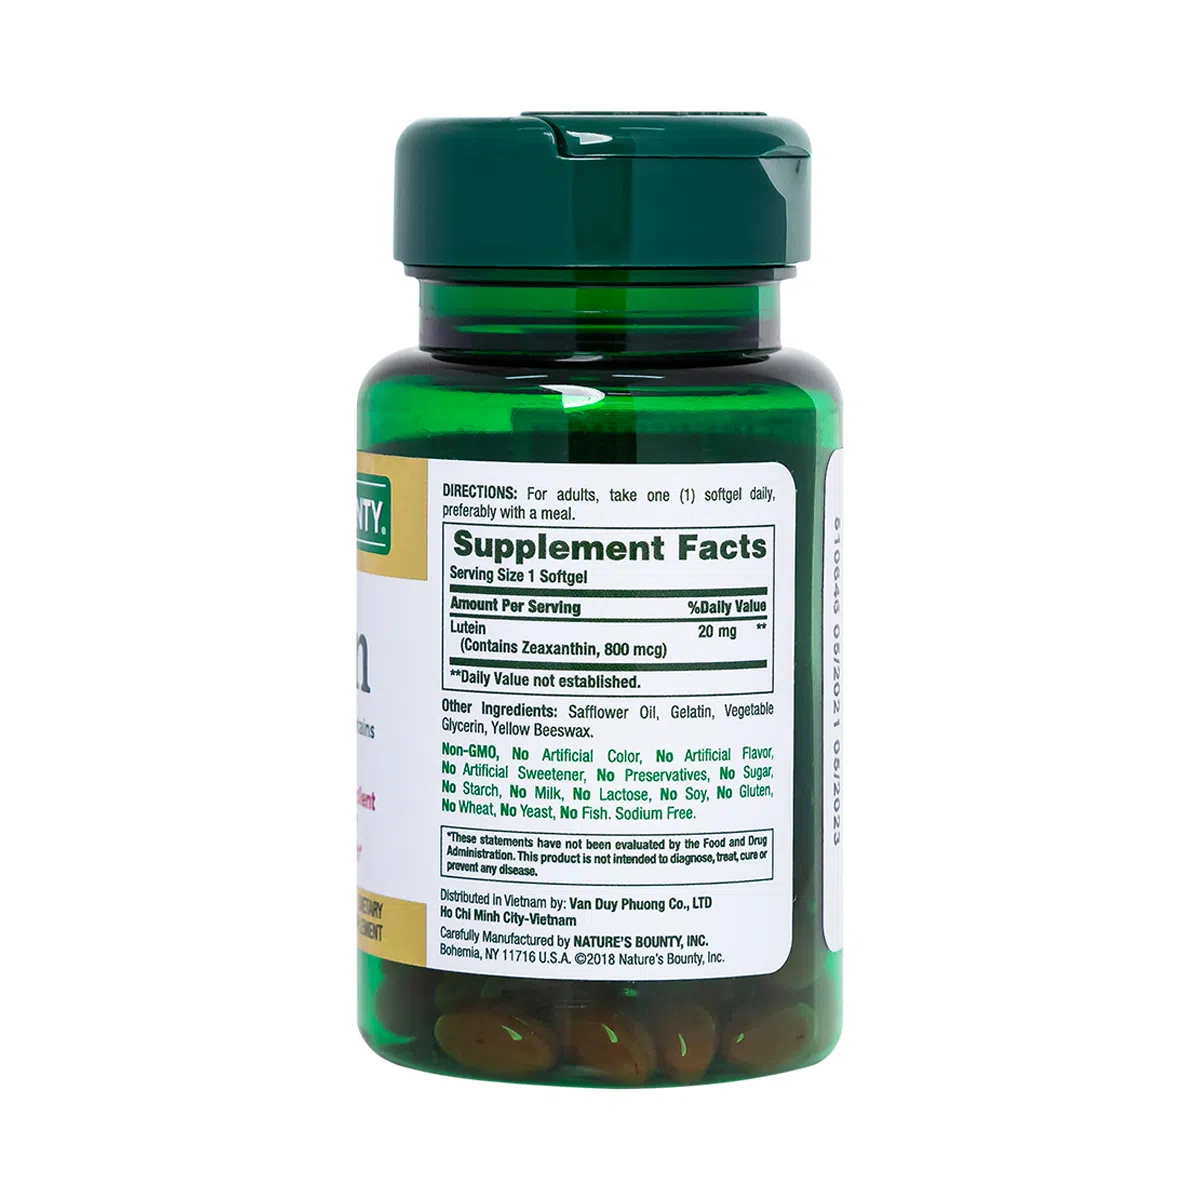 DIRECTIONS: For adults, take one (1) softgel daily,
preferably with a meal.
Supplement Facts
Serving Size 1 Softgel
Amount Per Serving %Daily Value
Lutein 20 mg **
(Contains Zeaxanthin, 800 mcg)
**Daily Value not established.
Other Ingredients: Safflower Oil, Gelatin, Vegetable
Glycerin, Yellow Beeswax.
Non-GMO, No Artificial Color, No Artificial Flavor,
No Artificial Sweetener, No Preservatives, No Sugar,
No Starch, No Milk, No Lactose, No Soy, No Gluten,
No Wheat, No Yeast, No Fish. Sodium Free.
*These statements have not been evaluated by the Food and Drug
Administration. This product is not intended to diagnose, treat, cure or
prevent any disease.
Distributed in Vietnam by: Van Duy Phuong Co., LTD
Ho Chi Minh City-Vietnam
Carefully Manufactured by NATURE'S BOUNTY, INC.
Bohemia, NY 11716 U.S.A. ©2018 Nature's Bounty, Inc.
06/2021 06/2023